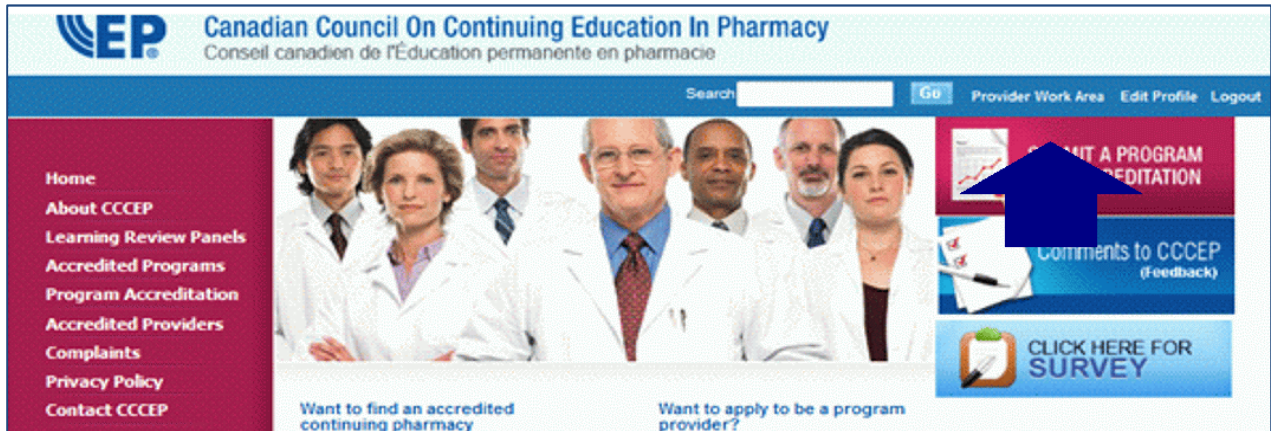 EP
Canadian Council On Continuing Education In Pharmacy
Conseil canadien de l'Éducation permanente en pharmacie
Search Go Provider Work Area Edit Profile Logout
Home
About CCCEP
Learning Review Panels
Accredited Programs
Program Accreditation
Accredited Providers
Complaints
Privacy Policy
Contact CCCEP
A PROGRAM
Comments to CCCEP
(Feedback)
CLICK HERE FOR
SURVEY
Want to find an accredited
continuing pharmacy
Want to apply to be a program
provider?